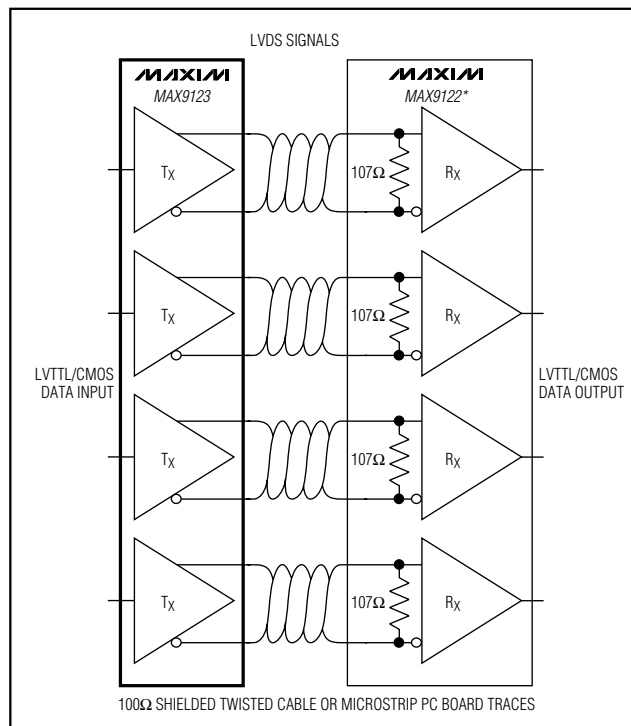 LVDS SIGNALS
MAXIM
MAX9123
MAXIM
MAX9122*
TX
107Ω
RX
TX
107Ω
RX
LVTTL/CMOS
DATA INPUT
LVTTL/CMOS
DATA OUTPUT
TX
107Ω
RX
TX
107Ω
RX
100Ω SHIELDED TWISTED CABLE OR MICROSTRIP PC BOARD TRACES